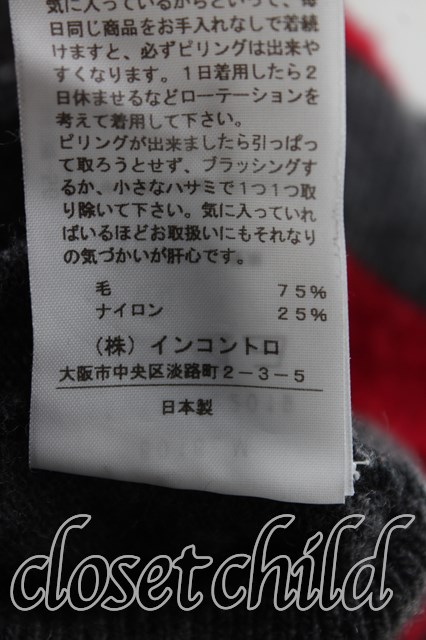 気に入っているからといって、毎
日同じ商品をお手入れなしで着続
けますと、必ずピリングは出来や
すくなります。1日着用したら2
日休ませるなどローテーションを
考えて着用して下さい。
ピリングが出来ましたら引っぱっ
て取ろうとせず、ブラッシングす
るか、小さなハサミで1つ1つ取
り除いて下さい。気に入っていれ
ばいるほどお取扱いにもそれなり
の気づかいが肝心です。
毛 75%
ナイロン 25%
(株)インコントロ
大阪市中央区淡路町2-3-5
日本製
closetchild